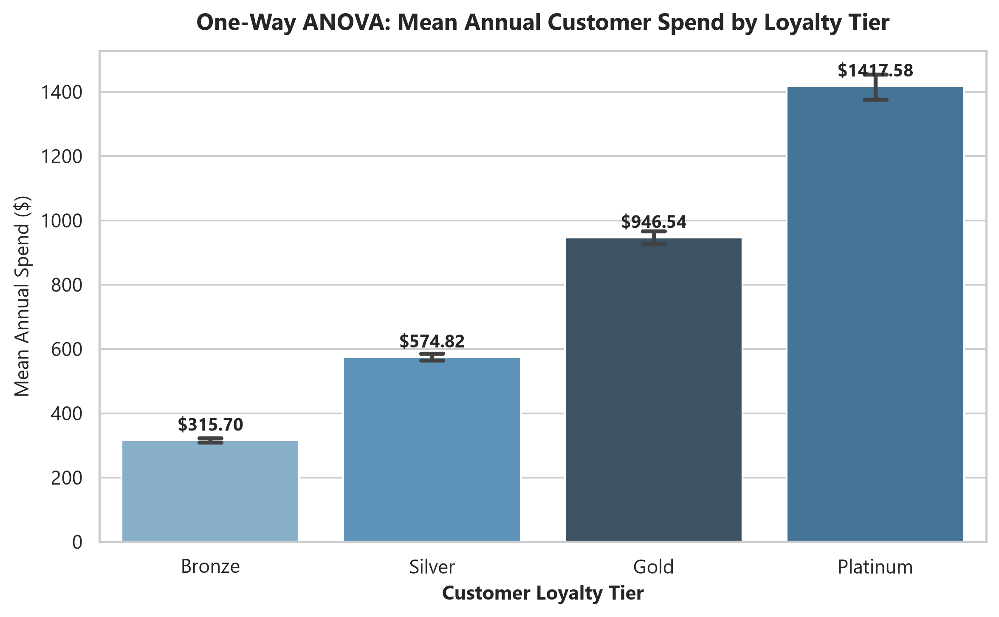 One-Way ANOVA: Mean Annual Customer Spend by Loyalty Tier
Mean Annual Spend ($)
1400
1200
1000
800
600
400
200
0
$315.70
$574.82
$946.54
$1417.58
Bronze
Silver
Gold
Platinum
Customer Loyalty Tier